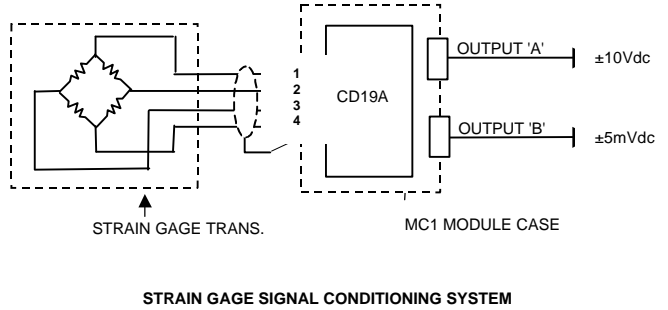 1
2
3
4
CD19A
OUTPUT 'A'
±10Vdc
OUTPUT 'B'
±5mVdc
STRAIN GAGE TRANS.
MC1 MODULE CASE
STRAIN GAGE SIGNAL CONDITIONING SYSTEM